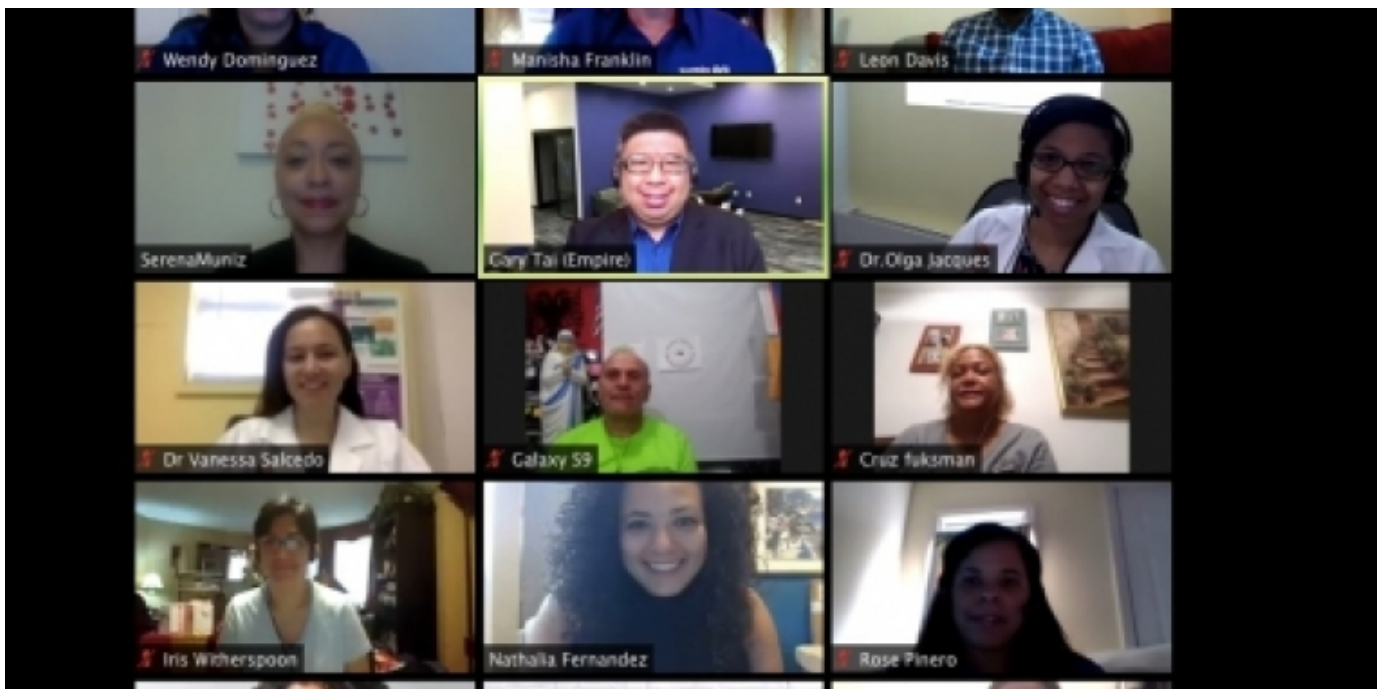 Wendy Dominguez
Manisha Franklin
Leon Davis
SerenaMuniz
Gary Tai (Empire)
Dr.Olga Jacques
Dr Vanessa Salcedo
Galaxy S9
Cruz fuksman
Iris Witherspoon
Nathalia Fernandez
Rose Pinero